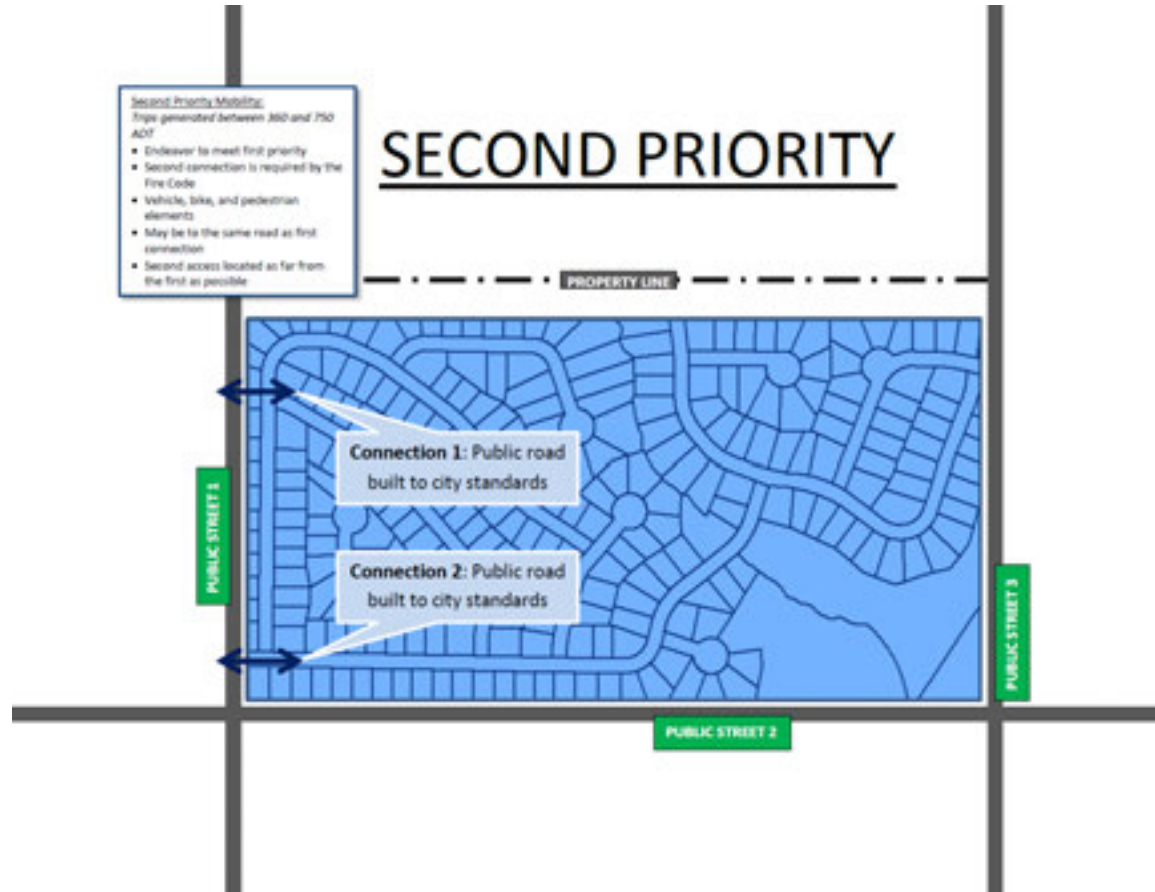 Second Priority Mobility:
Trips generated between 360 and 750
ADT
• Endeavor to meet first priority
• Second connection is required by the
Fire Code
• Vehicle, bike, and pedestrian
elements
• May be to the same road as first
connection
• Second access located as far from
the first as possible
SECOND PRIORITY
PROPERTY LINE
Connection 1: Public road
built to city standards
PUBLIC STREET 1
Connection 2: Public road
built to city standards
PUBLIC STREET 3
PUBLIC STREET 2